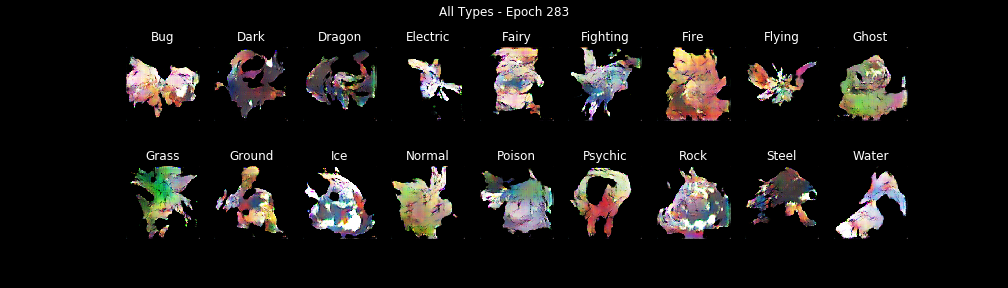 All Types - Epoch 283
Bug Dark Dragon Electric Fairy Fighting Fire Flying Ghost
Grass Ground Ice Normal Poison Psychic Rock Steel Water